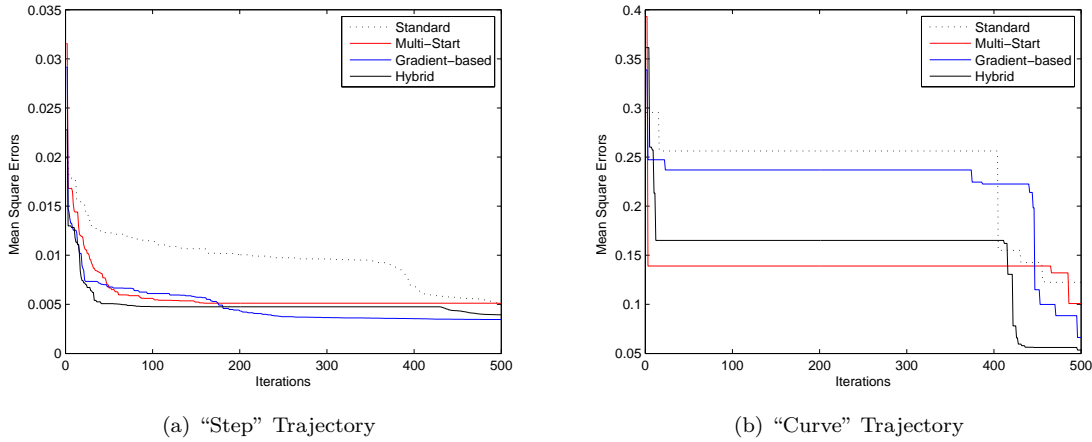 0.035
0.03
0.025
0.02
0.015
0.01
0.005
0
Mean Square Errors
0 100 200 300 400 500
Iterations
Standard
Multi−Start
Gradient−based
Hybrid
(a) “Step” Trajectory
0.4
0.35
0.3
0.25
0.2
0.15
0.1
0.05
Mean Square Errors
0 100 200 300 400 500
Iterations
Standard
Multi−Start
Gradient−based
Hybrid
(b) “Curve” Trajectory